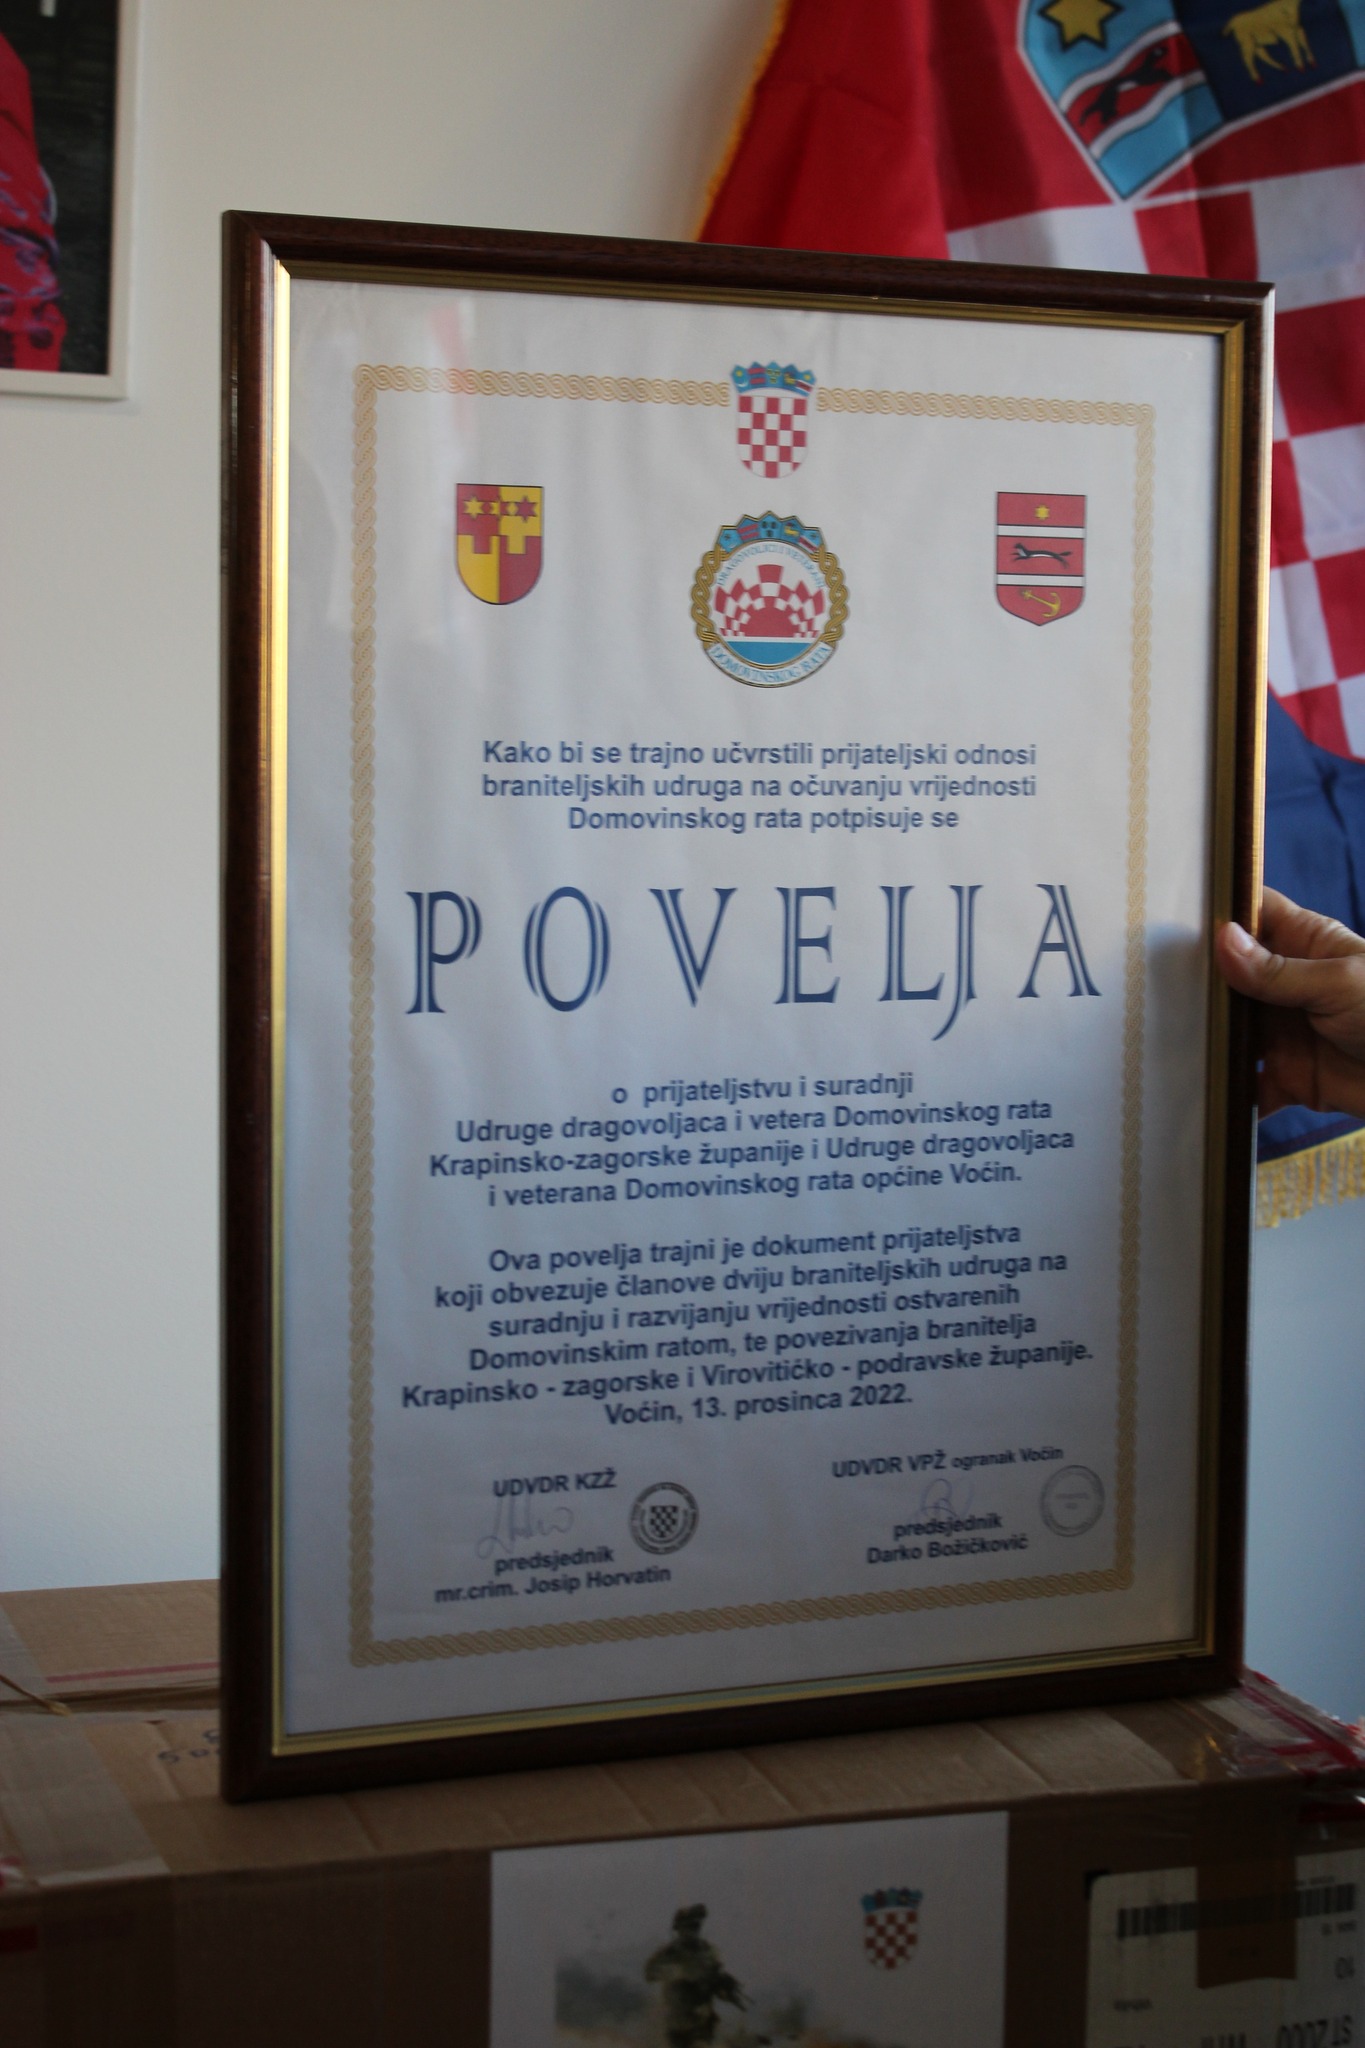 DRAGOVOLJCI I VETERANI
DOMOVINSKOG RATA
Kako bi se trajno učvrstili prijateljski odnosi
braniteljskih udruga na očuvanju vrijednosti
Domovinskog rata potpisuje se
POVELJA
o prijateljstvu i suradnji
Udruge dragovoljaca i vetera Domovinskog rata
Krapinsko-zagorske županije i Udruge dragovoljaca
i veterana Domovinskog rata općine Voćin.
Ova povelja trajni je dokument prijateljstva
koji obvezuje članove dviju braniteljskih udruga na
suradnju i razvijanju vrijednosti ostvarenih
Domovinskim ratom, te povezivanja branitelja
Krapinsko - zagorske i Virovitičko - podravske županije.
Voćin, 13. prosinca 2022.
UDVDR KZŽ
predsjednik
mr.crim. Josip Horvatin
UDVDR VPŽ ogranak Voćin
predsjednik
Darko Božičković